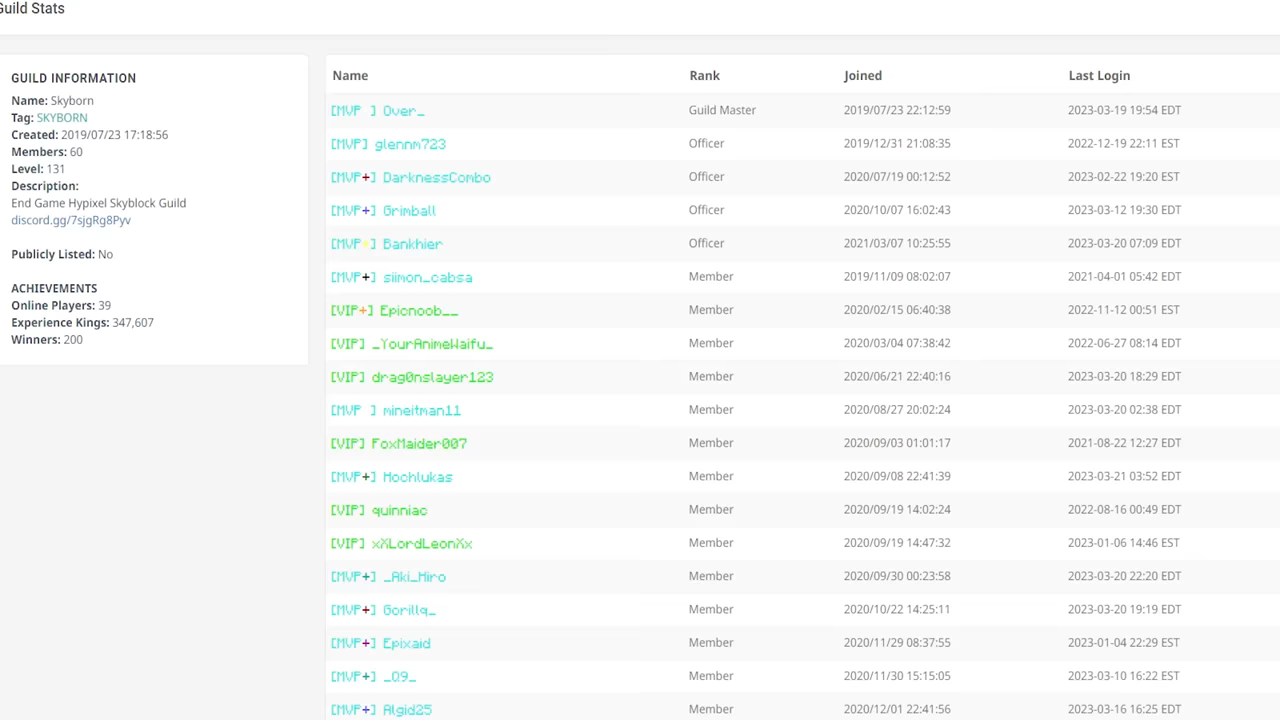 Guild Stats
GUILD INFORMATION
Name: Skyborn
Tag: SKYBORN
Created: 2019/07/23 17:18:56
Members: 60
Level: 131
Description:
End Game Hypixel Skyblock Guild
discord.gg/7sjgRg8Pyv
Publicly Listed: No
ACHIEVEMENTS
Online Players: 39
Experience Kings: 347,607
Winners: 200
Name Rank Joined Last Login
[MVP ] Over_ Guild Master 2019/07/23 22:12:59 2023-03-19 19:54 EDT
[MVP] glennm723 Officer 2019/12/31 21:08:35 2022-12-19 22:11 EST
[MVP+] DarknessCombo Officer 2020/07/19 00:12:52 2023-02-22 19:20 EST
[MVP+] Grimball Officer 2020/10/07 16:02:43 2023-03-12 19:30 EDT
[MVP+] Bankhier Officer 2021/03/07 10:25:55 2023-03-20 07:09 EDT
[MVP+] siimon_cabsa Member 2019/11/09 08:02:07 2021-04-01 05:42 EDT
[VIP+] Epicnoob__ Member 2020/02/15 06:40:38 2022-11-12 00:51 EST
[VIP] _YourAnimeWaifu_ Member 2020/03/04 07:38:42 2022-06-27 08:14 EDT
[VIP] drag0nslayer123 Member 2020/06/21 22:40:16 2023-03-20 18:29 EDT
[MVP ] mineitman11 Member 2020/08/27 20:02:24 2023-03-20 02:38 EDT
[VIP] FoxMaider007 Member 2020/09/03 01:01:17 2021-08-22 12:27 EDT
[MVP+] Hochlukas Member 2020/09/08 22:41:39 2023-03-21 03:52 EDT
[VIP] quinniac Member 2020/09/19 14:02:24 2022-08-16 00:49 EDT
[VIP] xXLordLeonXx Member 2020/09/19 14:47:32 2023-01-06 14:46 EST
[MVP+] _Aki_Hiro Member 2020/09/30 00:23:58 2023-03-20 22:20 EDT
[MVP+] Gorillq_ Member 2020/10/22 14:25:11 2023-03-20 19:19 EDT
[MVP+] Epixaid Member 2020/11/29 08:37:55 2023-01-04 22:29 EST
[MVP+] Member 2020/11/30 15:15:05 2023-03-10 16:22 EST
[MVP+] Algid25 Member 2020/12/01 22:41:56 2023-03-16 16:25 EDT